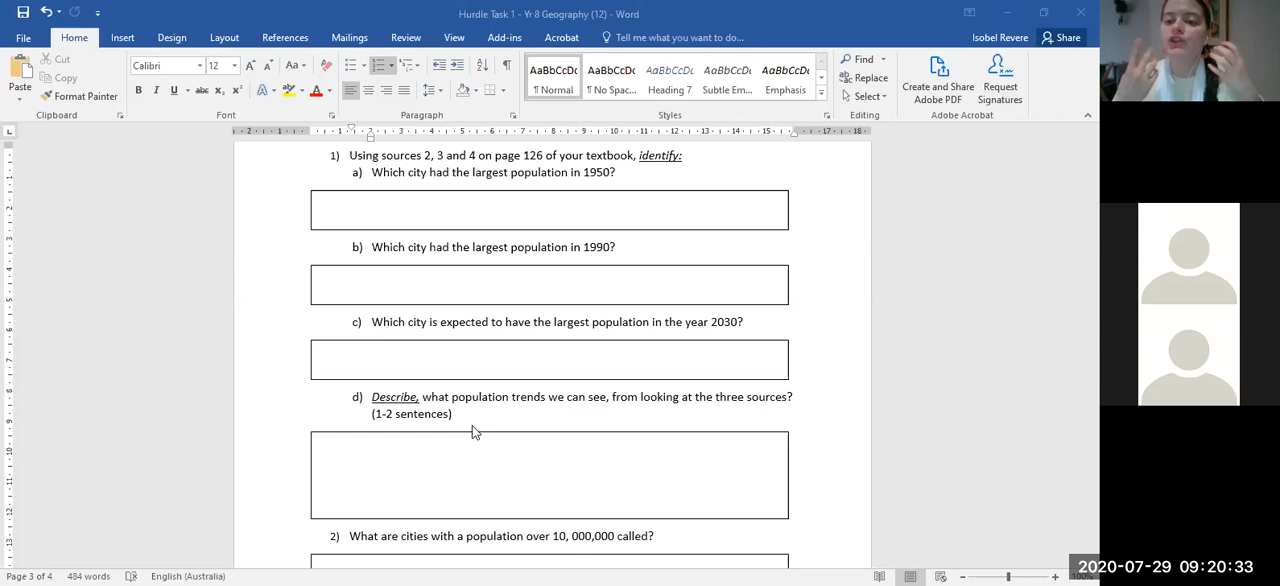 Hurdle Task 1 - Yr 8 Geography (12) - Word
File Home Insert Design Layout References Mailings Review View Add-ins Acrobat Tell me what you want to do... Isobel Revere Share
Cut
Copy
Paste
Format Painter
Clipboard
Calibri 12
Font
Paragraph
AaBbCcDc AaBbCcDc AaBbCcD AaBbCcDc AaBbCcDc
¶ Normal ¶ No Spac... Heading 7 Subtle Em... Emphasis
Styles
Find
Replace
Select
Editing
Create and Share Adobe PDF
Request Signatures
Adobe Acrobat
1) Using sources 2, 3 and 4 on page 126 of your textbook, identify:
a) Which city had the largest population in 1950?
b) Which city had the largest population in 1990?
c) Which city is expected to have the largest population in the year 2030?
d) Describe, what population trends we can see, from looking at the three sources?
(1-2 sentences)
2) What are cities with a population over 10, 000,000 called?
Page 3 of 4 484 words English (Australia)
2020-07-29 09:20:33